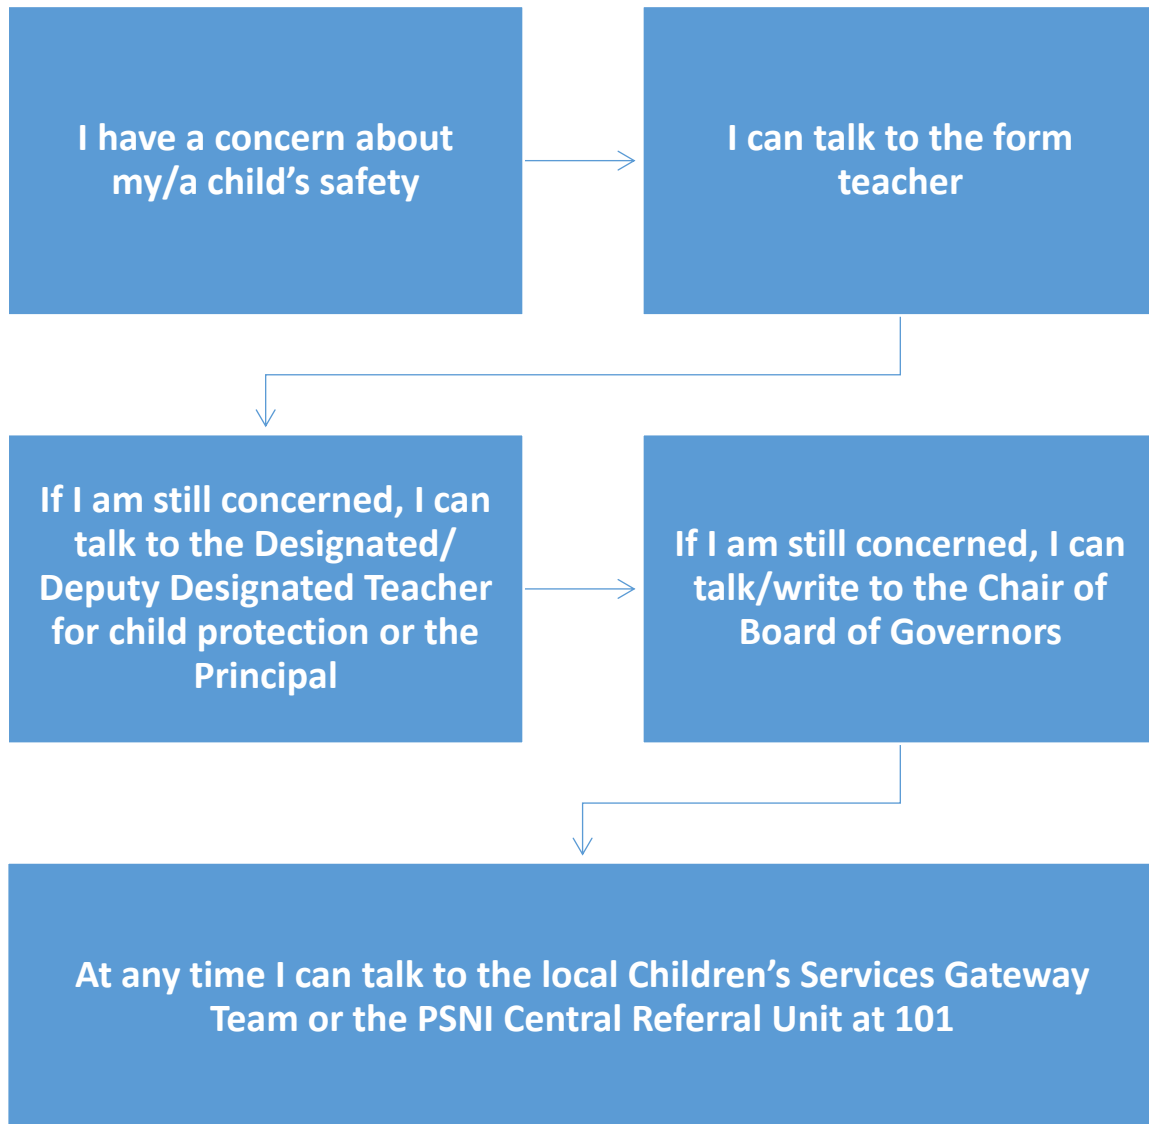 I have a concern about
my/a child’s safety
I can talk to the form
teacher
If I am still concerned, I can
talk to the Designated/
Deputy Designated Teacher
for child protection or the
Principal
If I am still concerned, I can
talk/write to the Chair of
Board of Governors
At any time I can talk to the local Children’s Services Gateway
Team or the PSNI Central Referral Unit at 101